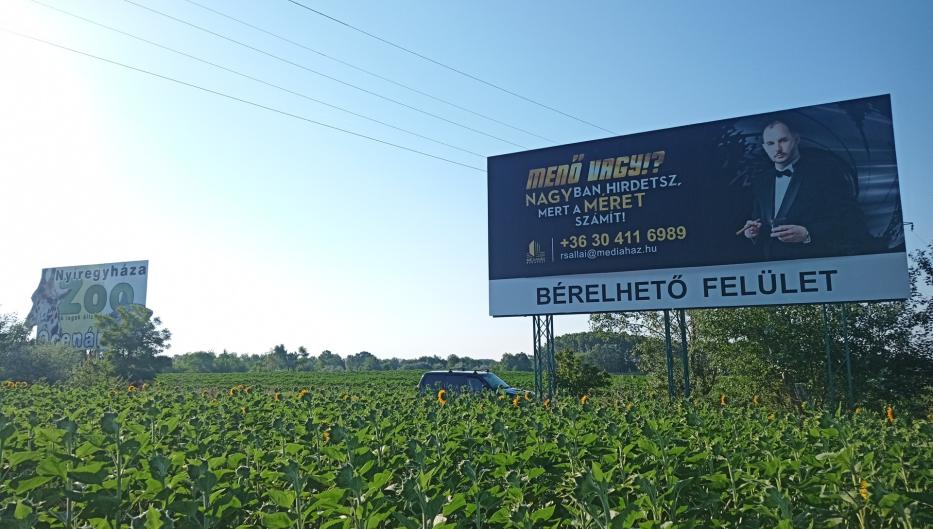 Nyíregyháza
Zoo
MENŐ VAGY!?
NAGYBAN HIRDETSZ,
MERT A MÉRET
SZÁMÍT!
+36 30 411 6989
rsallai@mediahaz.hu
BÉRELHETŐ FELÜLET